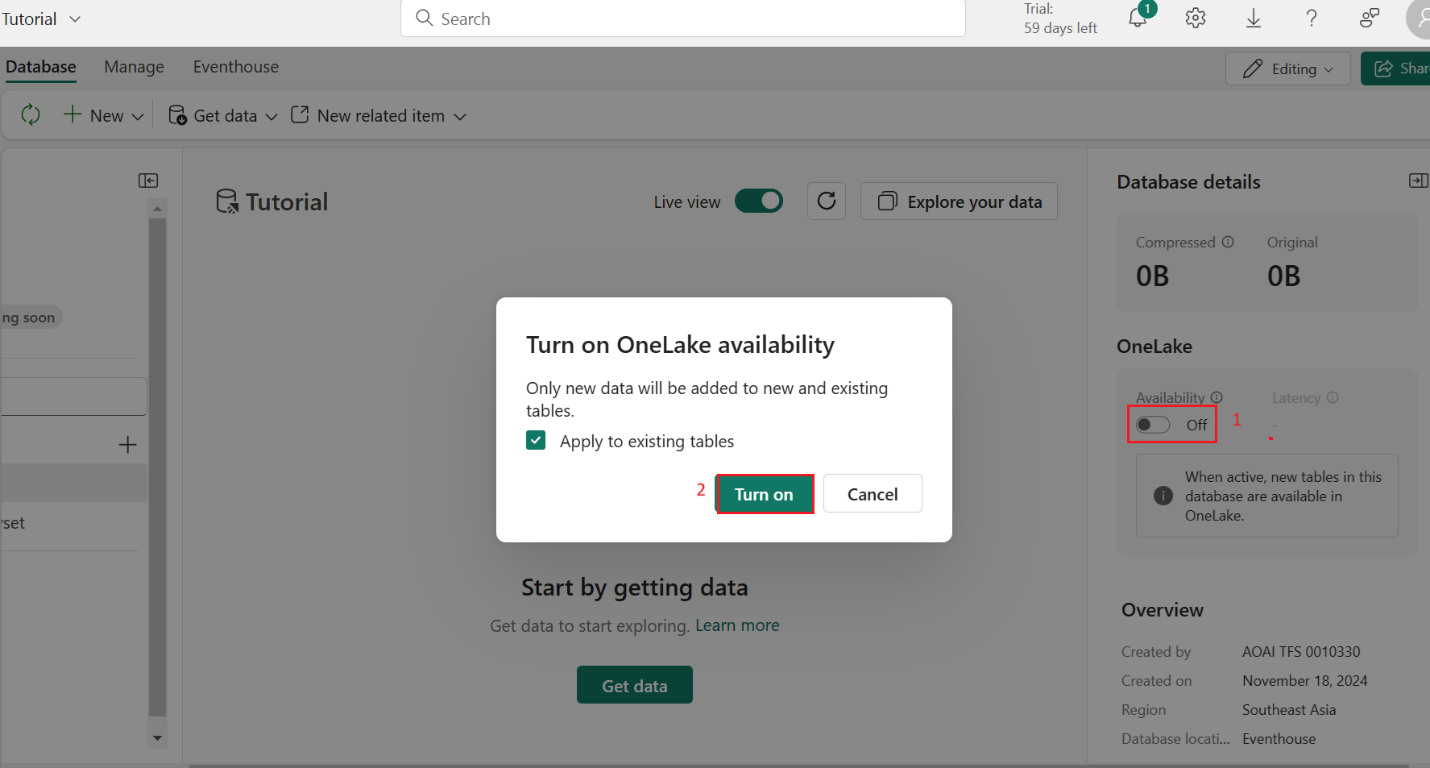 Tutorial
Search
Trial:
59 days left
1
Database
Manage
Eventhouse
Editing
Shar
New
Get data
New related item
Tutorial
Live view
Explore your data
Database details
Compressed
Original
0B
0B
ng soon
Turn on OneLake availability
Only new data will be added to new and existing
tables.
Apply to existing tables
2
Turn on
Cancel
OneLake
Availability
Latency
Off
1
-
When active, new tables in this
database are available in
OneLake.
set
Start by getting data
Get data to start exploring. Learn more
Get data
Overview
Created by
AOAI TFS 0010330
Created on
November 18, 2024
Region
Southeast Asia
Database locati...
Eventhouse